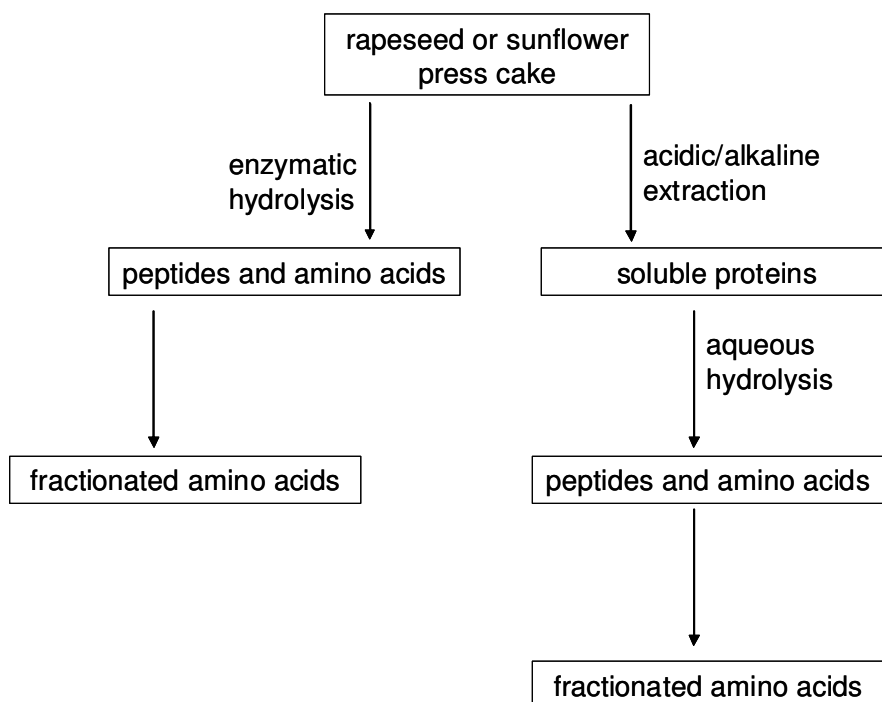 rapeseed or sunflower
press cake
enzymatic
hydrolysis
acidic/alkaline
extraction
peptides and amino acids
soluble proteins
aqueous
hydrolysis
fractionated amino acids
peptides and amino acids
fractionated amino acids